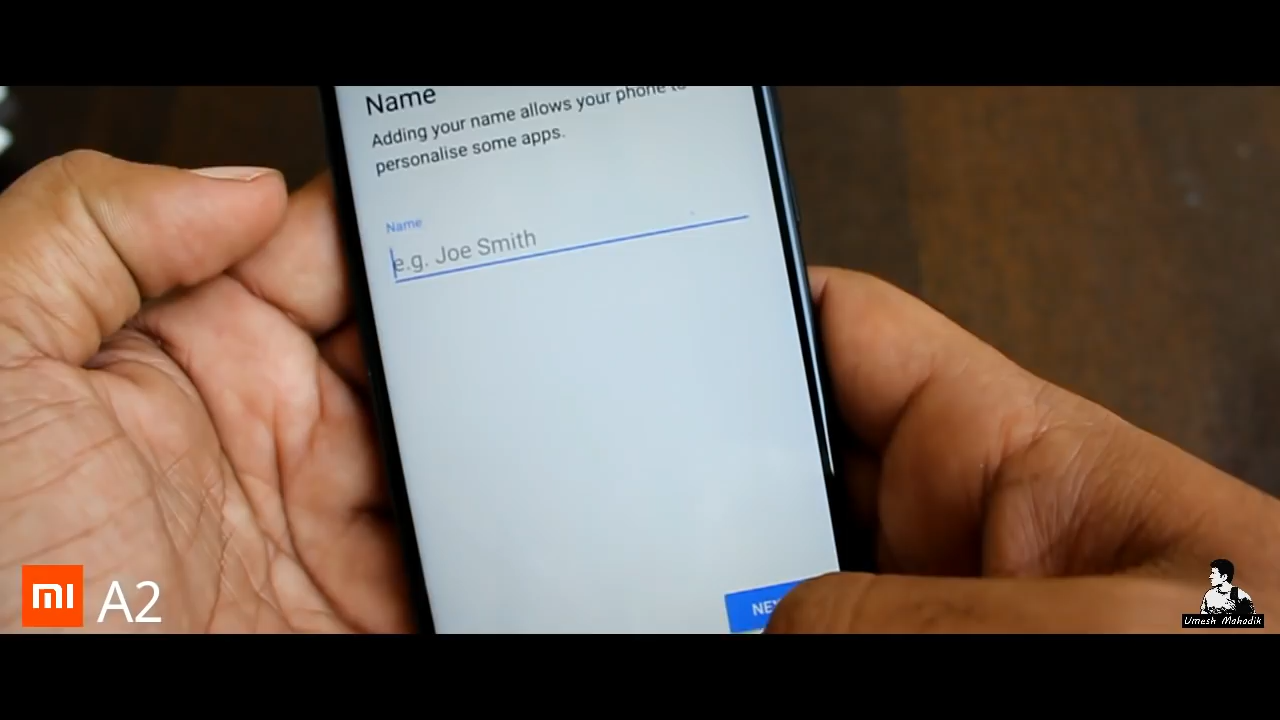 Name
Adding your name allows your phone to
personalise some apps.
Name
e.g. Joe Smith
mi A2
Umesh Mahadik